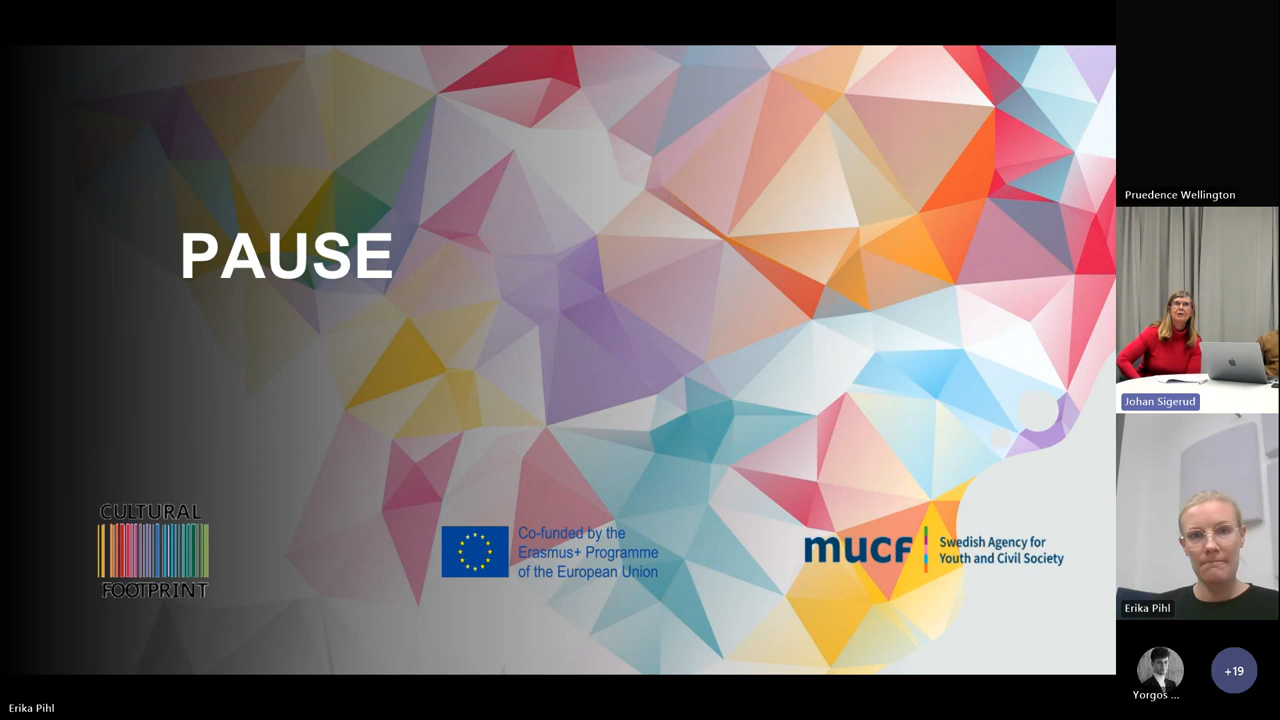 PAUSE
CULTURAL
FOOTPRINT
Co-funded by the
Erasmus+ Programme
of the European Union
mucf
Swedish Agency for
Youth and Civil Society
Pruedence Wellington
Johan Sigerud
Erika Pihl
Yorgos ...
+19
Erika Pihl